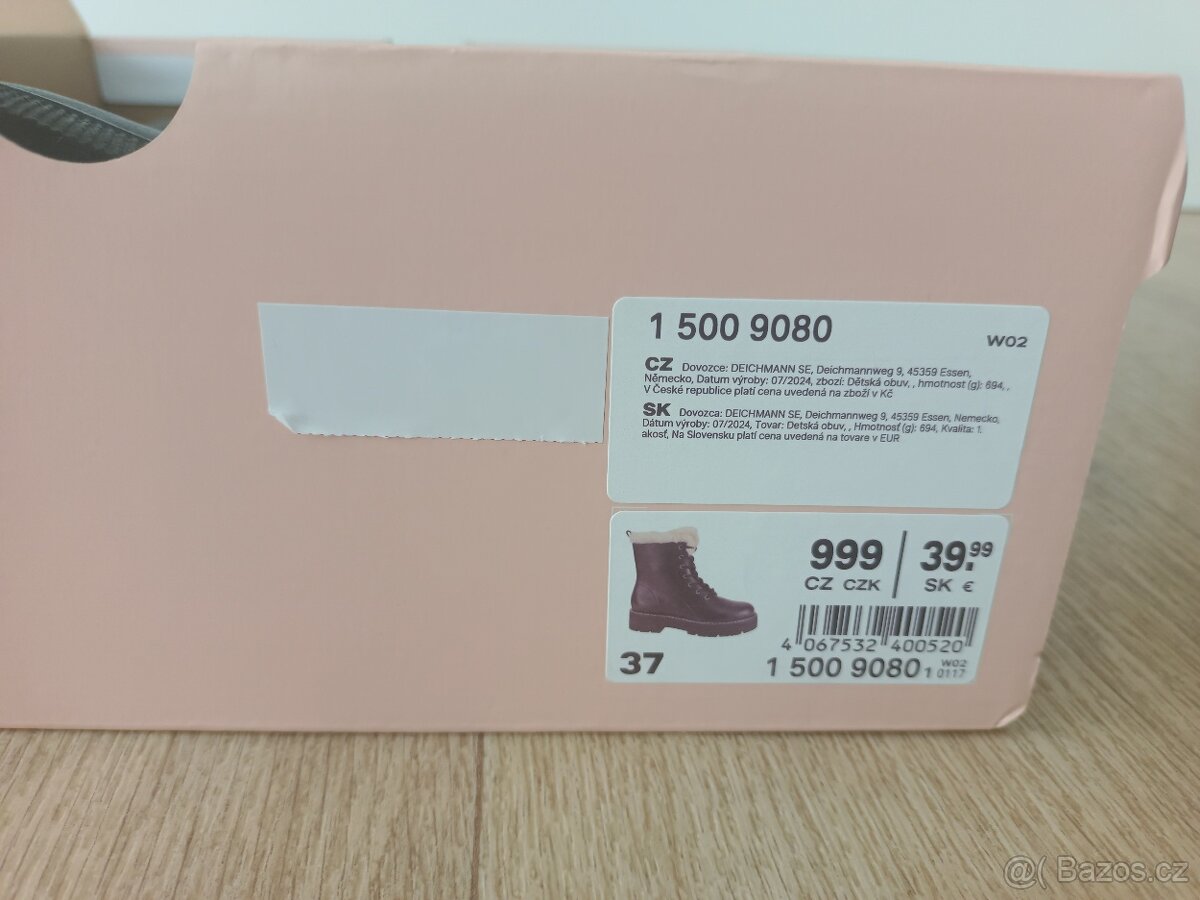 1 500 9080
W02
CZ Dovozce: DEICHMANN SE, Deichmannweg 9, 45359 Essen,
Německo, Datum výroby: 07/2024, zbozí: Dětská obuv, , hmotnost (g): 694, ,
V České republice platí cena uvedená na zboží v Kč
SK Dovozca: DEICHMANN SE, Deichmannweg 9, 45359 Essen, Nemecko,
Dátum výroby: 07/2024, Tovar: Detská obuv, , Hmotnosť (g): 694, Kvalita: 1.
akosť, Na Slovensku platí cena uvedená na tovare v EUR
999 39.99
CZ CZK SK €
4 067532 400520
37
1 500 9080 1 W02 0117
@( Bazos.cz